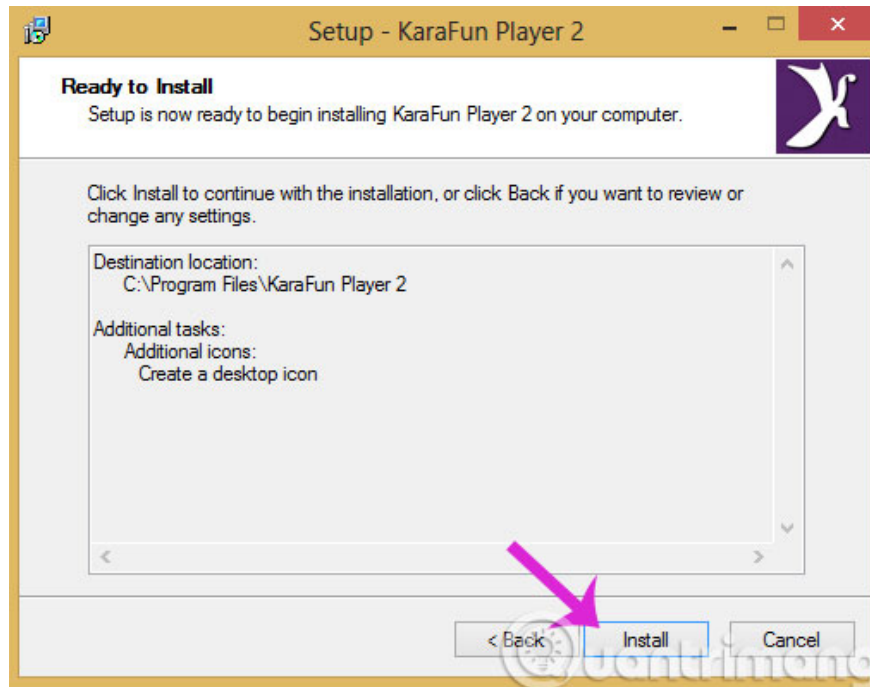 Setup - KaraFun Player 2
Ready to Install
Setup is now ready to begin installing KaraFun Player 2 on your computer.
Click Install to continue with the installation, or click Back if you want to review or
change any settings.
Destination location:
C:\Program Files\KaraFun Player 2
Additional tasks:
Additional icons:
Create a desktop icon
< Back
Install
Cancel
Quantrimang